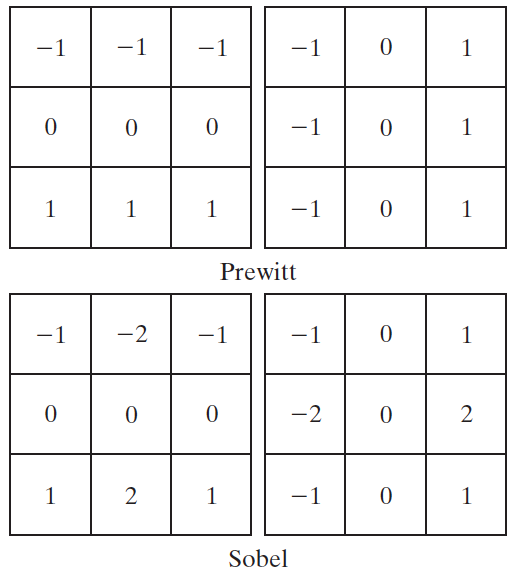 −1 −1 −1 −1 0 1
0 0 0 −1 0 1
1 1 1 −1 0 1
Prewitt
−1 −2 −1 −1 0 1
0 0 0 −2 0 2
1 2 1 −1 0 1
Sobel